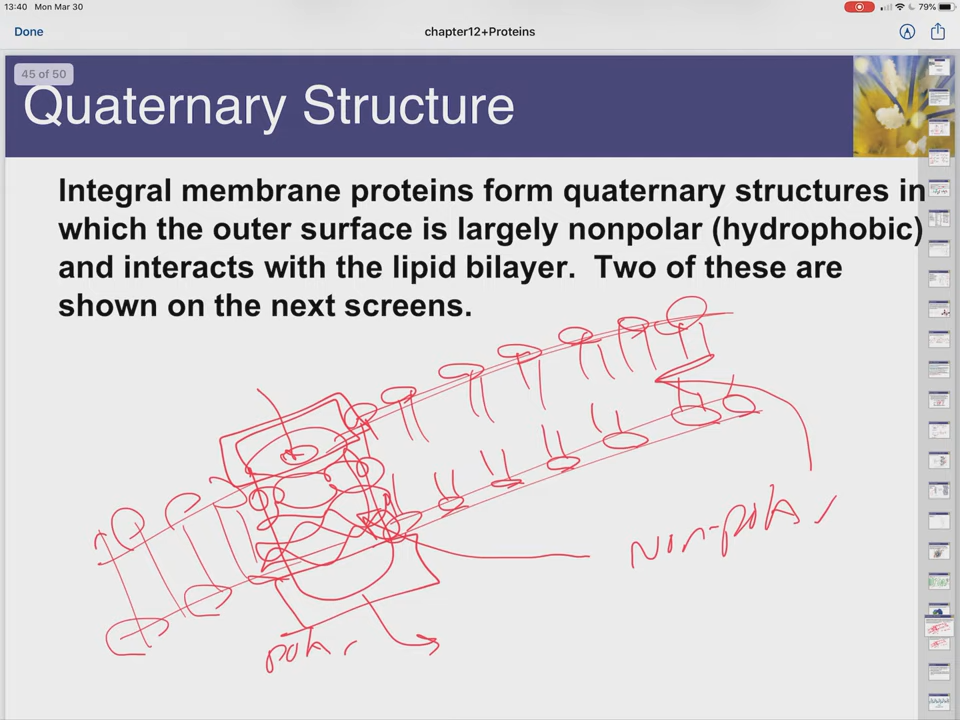 13:40 Mon Mar 30
79%
Done
chapter12+Proteins
45 of 50
Quaternary Structure
Integral membrane proteins form quaternary structures in
which the outer surface is largely nonpolar (hydrophobic)
and interacts with the lipid bilayer. Two of these are
shown on the next screens.
Non-polar
polar